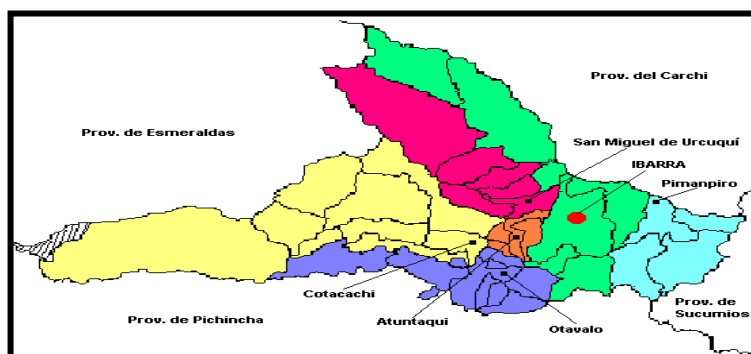 Prov. del Carchi
Prov. de Esmeraldas
San Miguel de Urcuquí
IBARRA
Pimanpiro
Cotacachi
Prov. de
Sucumios
Prov. de Pichincha
Atuntaqui
Otavalo